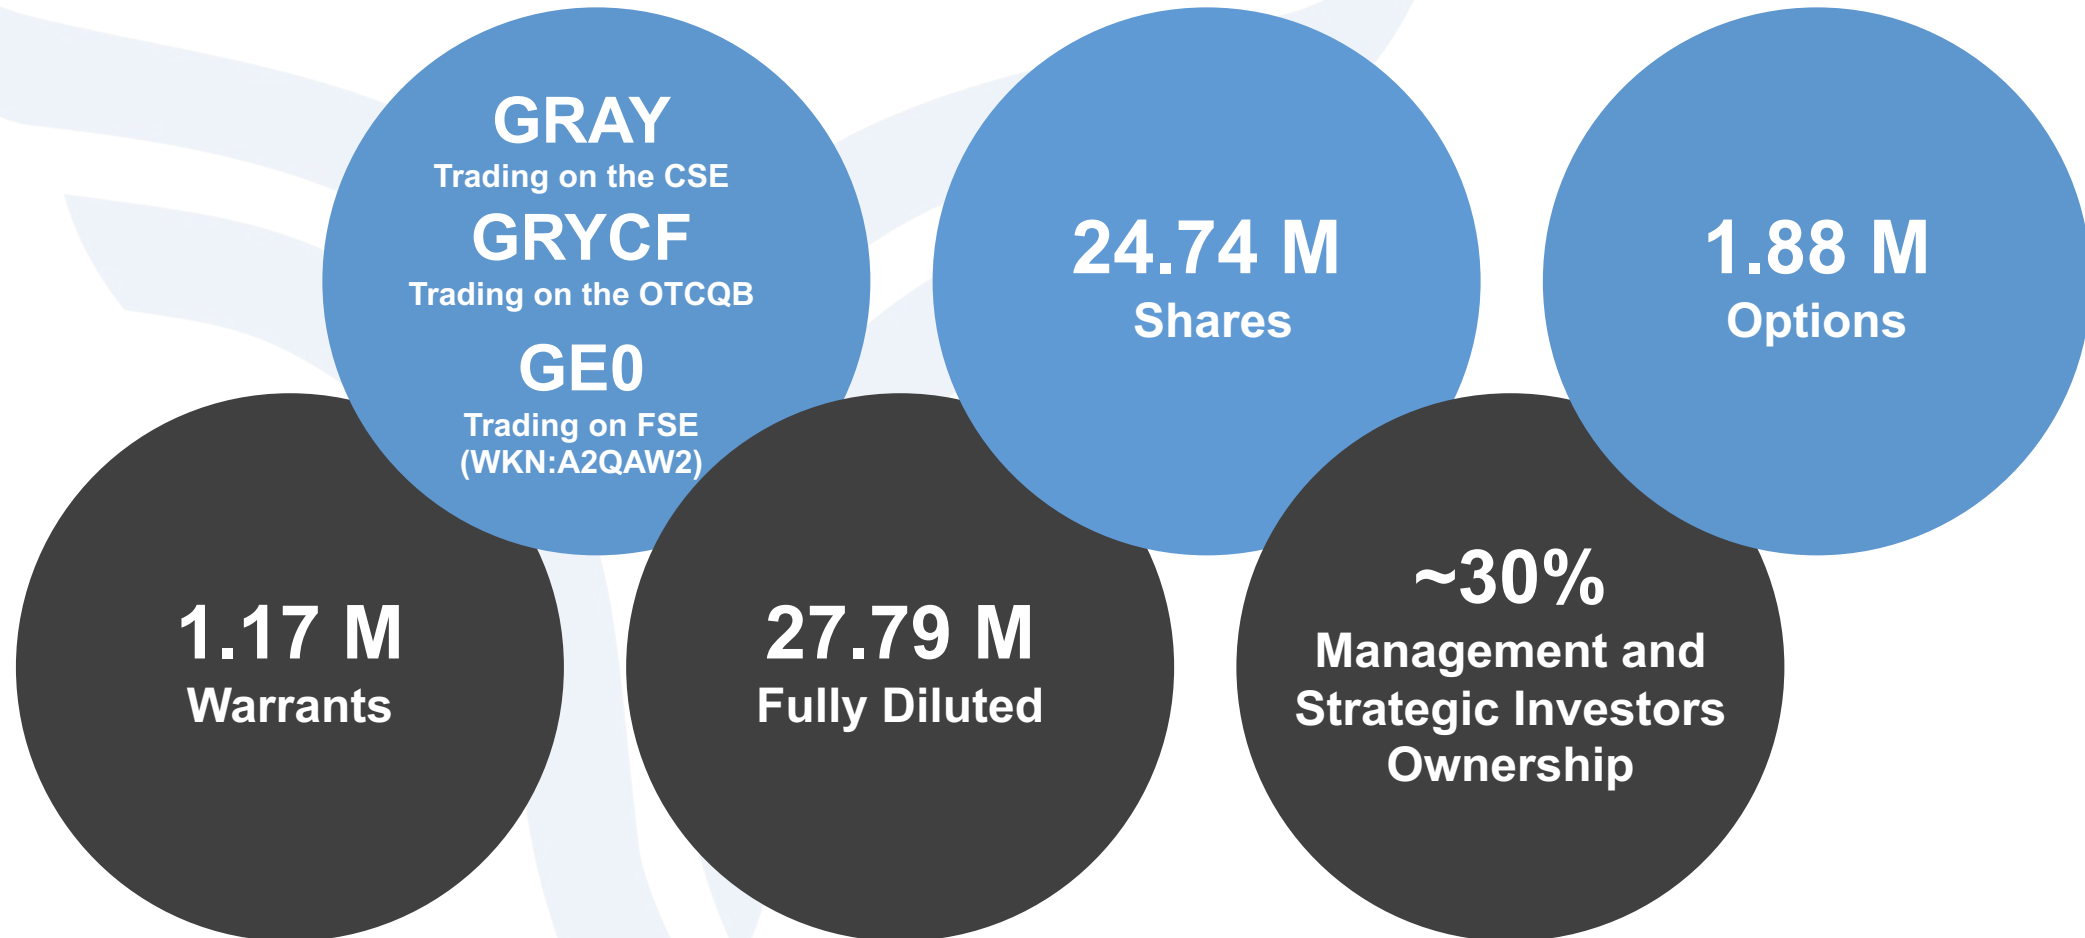 GRAY
Trading on the CSE
GRYCF
Trading on the OTCQB
GE0
Trading on FSE
(WKN:A2QAW2)
24.74 M
Shares
1.88 M
Options
1.17 M
Warrants
27.79 M
Fully Diluted
~30%
Management and
Strategic Investors
Ownership